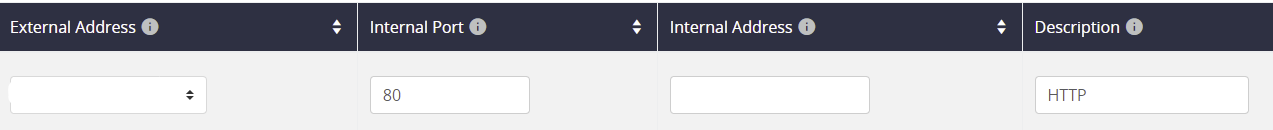 External Address Internal Port Internal Address Description
80 HTTP